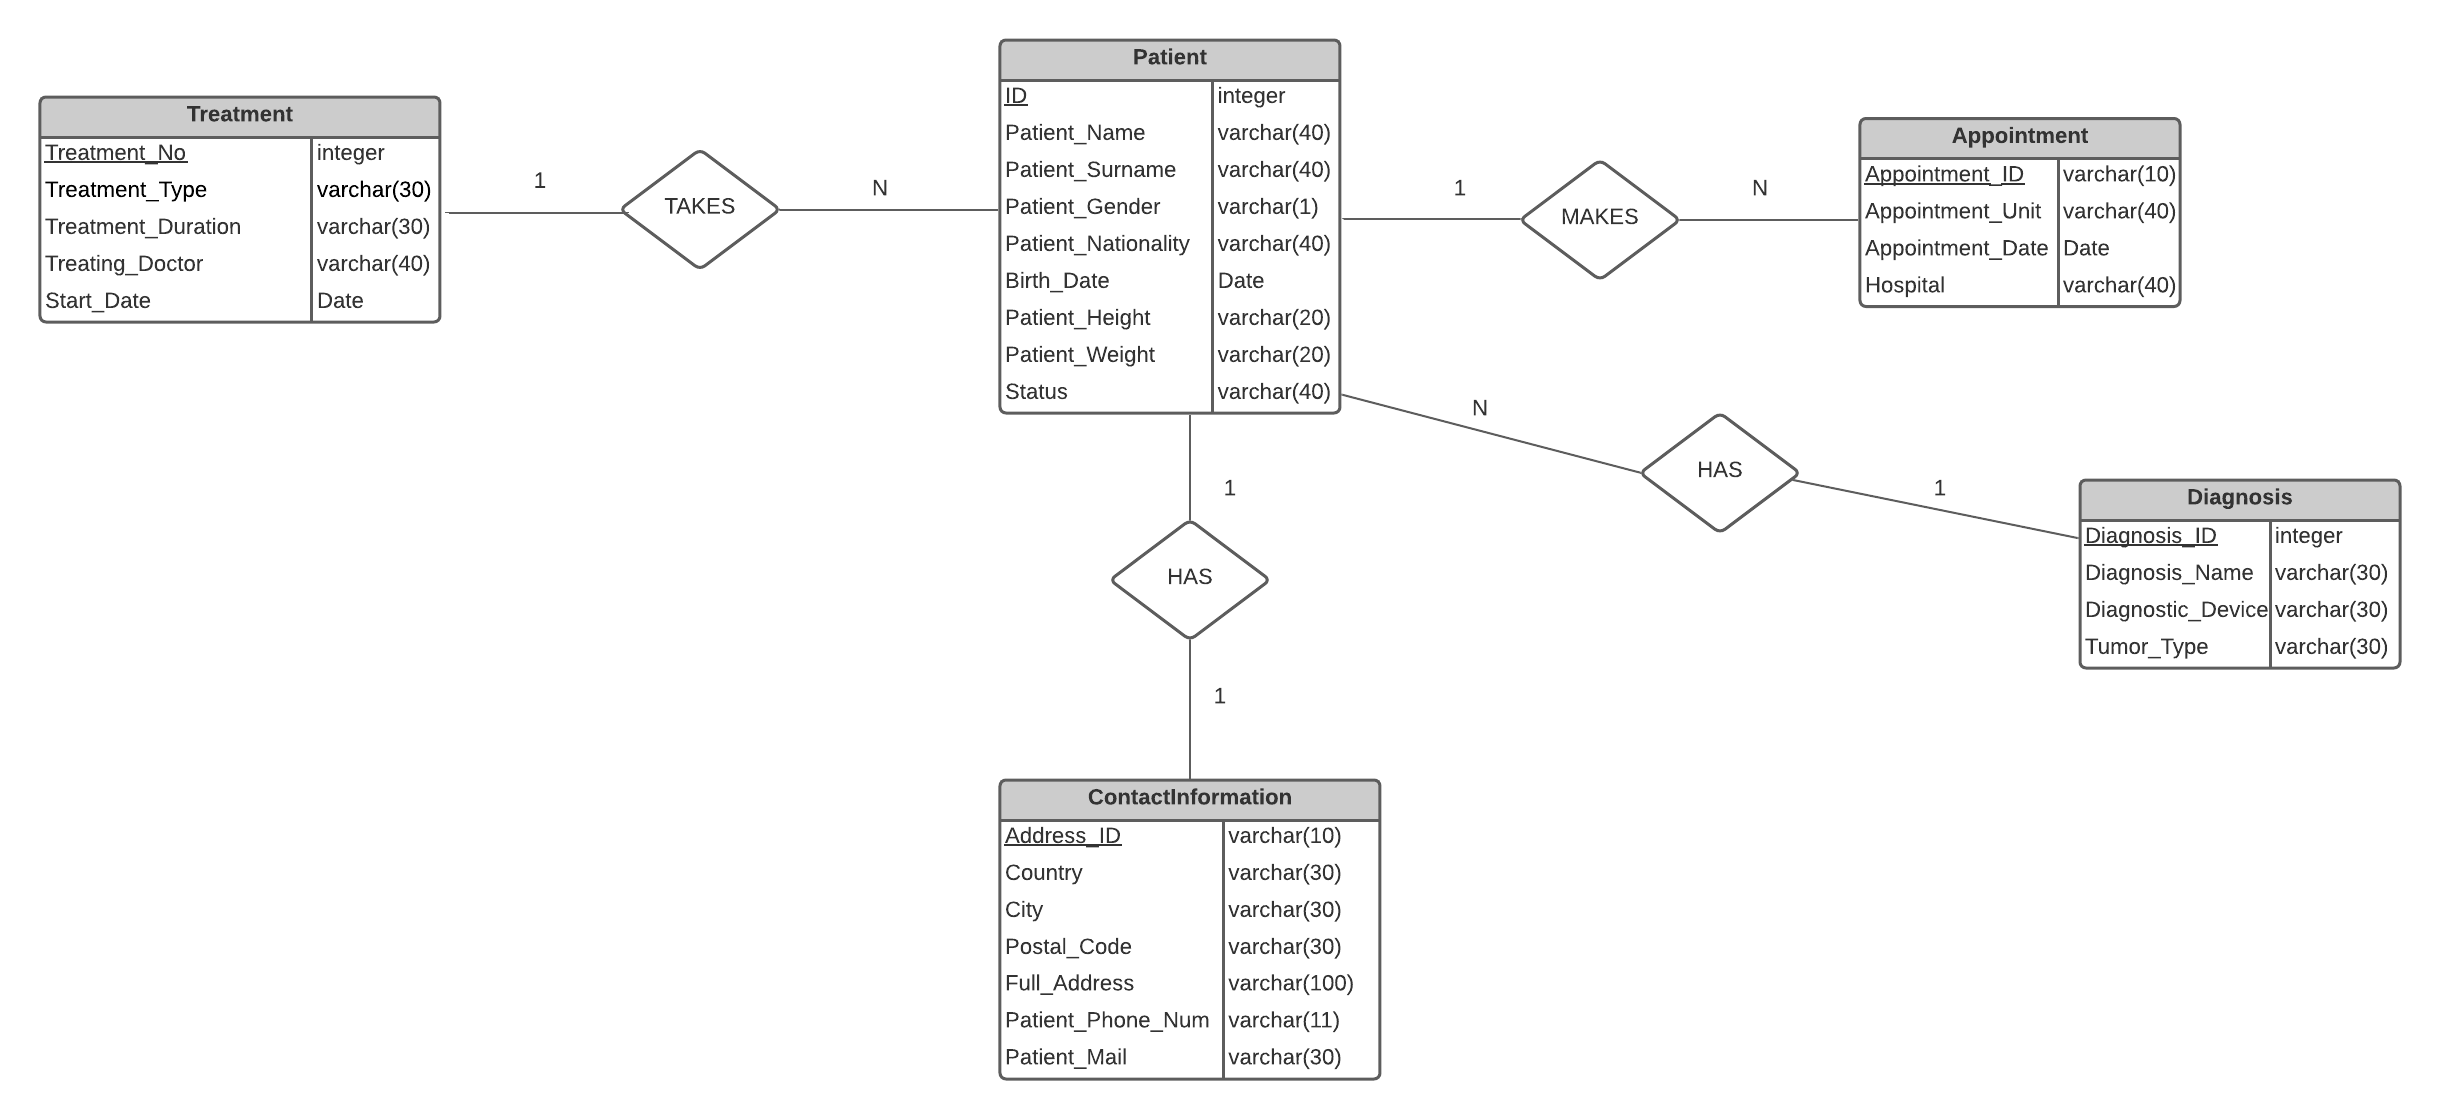 Patient
ID integer
Patient_Name varchar(40)
Patient_Surname varchar(40)
Patient_Gender varchar(1)
Patient_Nationality varchar(40)
Birth_Date Date
Patient_Height varchar(20)
Patient_Weight varchar(20)
Status varchar(40)
Treatment
Treatment_No integer
Treatment_Type varchar(30)
Treatment_Duration varchar(30)
Treating_Doctor varchar(40)
Start_Date Date
1
TAKES
N
1
MAKES
N
Appointment
Appointment_ID varchar(10)
Appointment_Unit varchar(40)
Appointment_Date Date
Hospital varchar(40)
N
HAS
1
Diagnosis
Diagnosis_ID integer
Diagnosis_Name varchar(30)
Diagnostic_Device varchar(30)
Tumor_Type varchar(30)
1
HAS
1
ContactInformation
Address_ID varchar(10)
Country varchar(30)
City varchar(30)
Postal_Code varchar(30)
Full_Address varchar(100)
Patient_Phone_Num varchar(11)
Patient_Mail varchar(30)